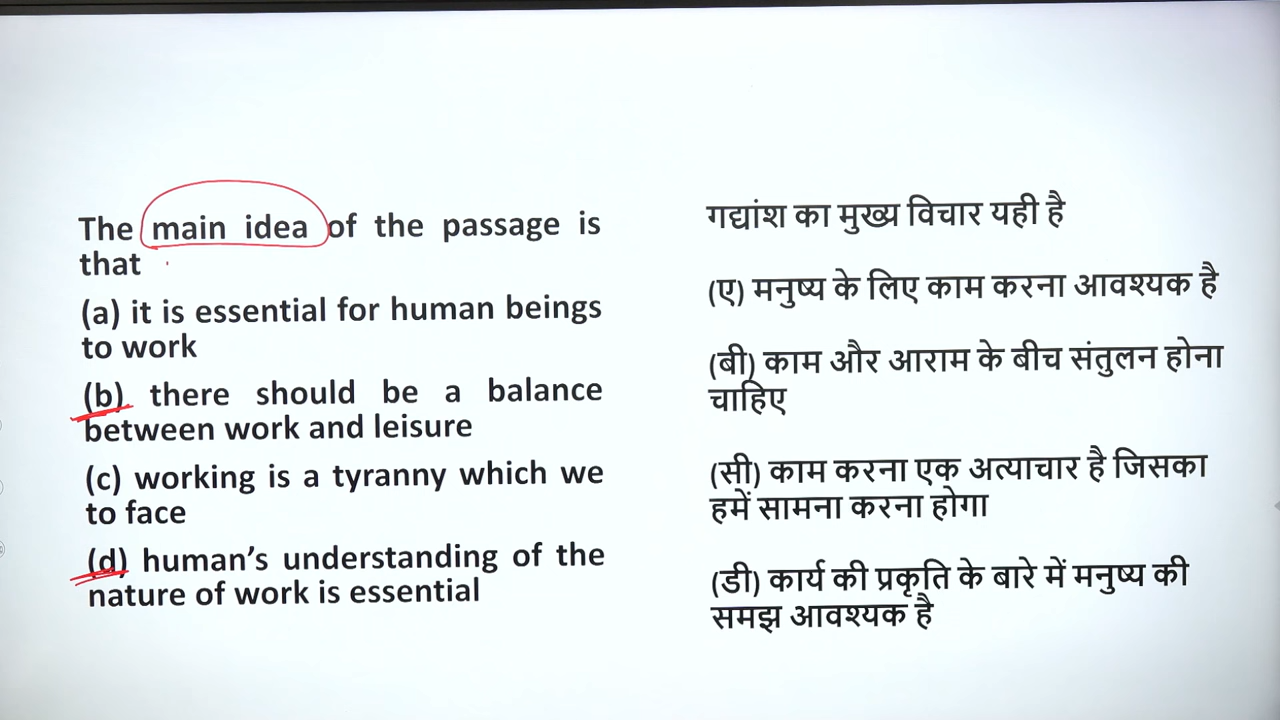 The main idea of the passage is
that
(a) it is essential for human beings
to work
(b) there should be a balance
between work and leisure
(c) working is a tyranny which we
to face
(d) human's understanding of the
nature of work is essential
गद्यांश का मुख्य विचार यही है
(ए) मनुष्य के लिए काम करना आवश्यक है
(बी) काम और आराम के बीच संतुलन होना
चाहिए
(सी) काम करना एक अत्याचार है जिसका
हमें सामना करना होगा
(डी) कार्य की प्रकृति के बारे में मनुष्य की
समझ आवश्यक है